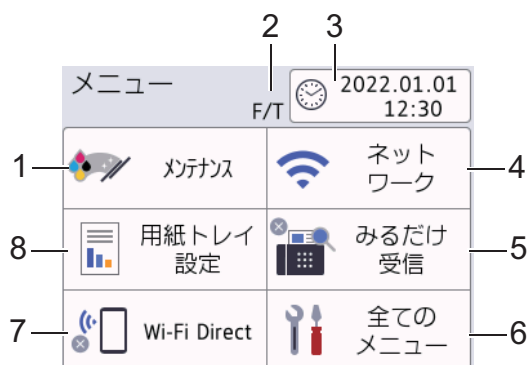 2 3
メニュー
F/T
2022.01.01
12:30
1
メンテナンス
ネット
ワーク
4
8
用紙トレイ
設定
みるだけ
受信
5
7
Wi-Fi Direct
全ての
メニュー
6